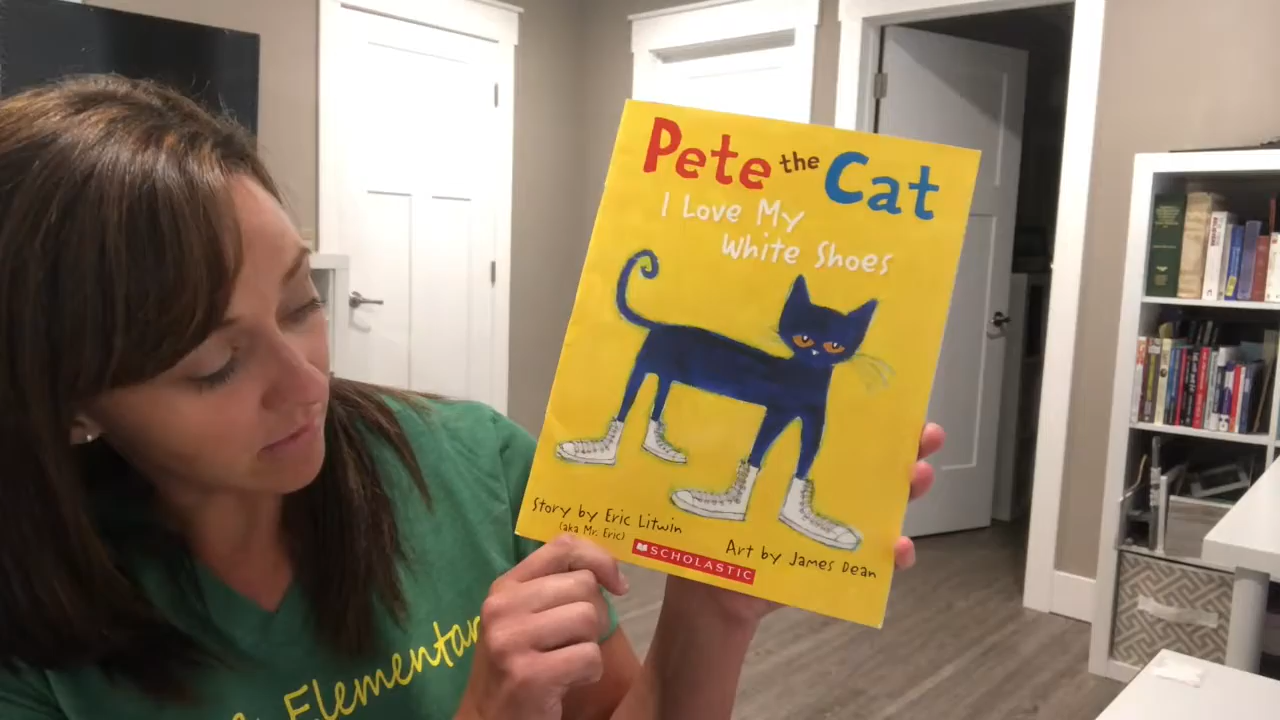 Pete the Cat
I Love My
White Shoes
Story by Eric Litwin
(aka Mr. Eric)
SCHOLASTIC
Art by James Dean
Elementar